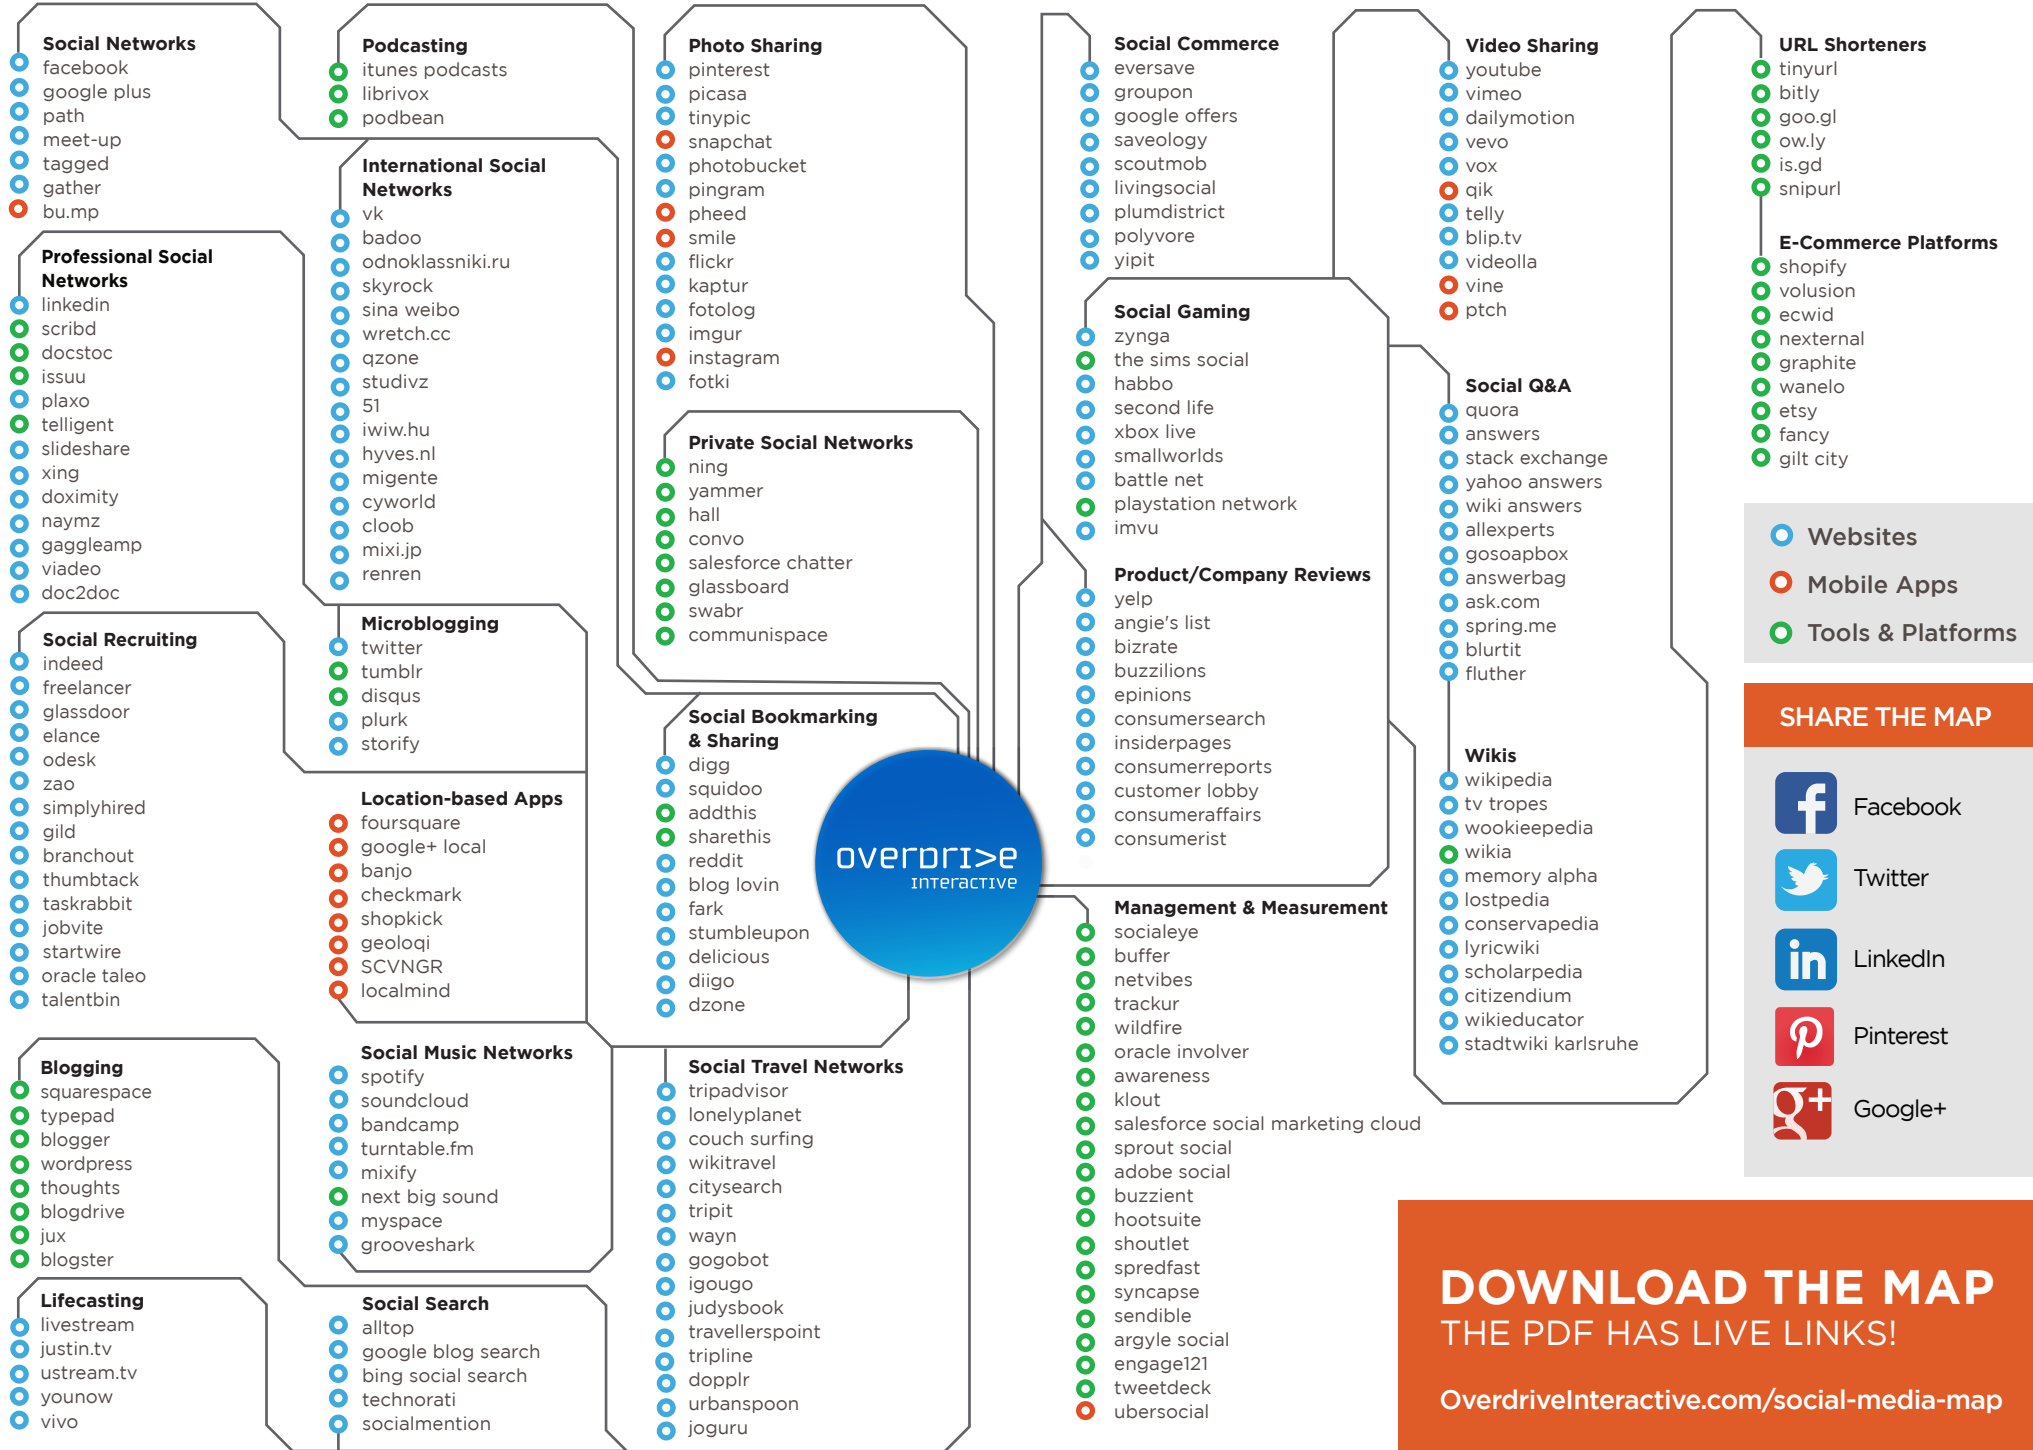 Social Networks
facebook
google plus
path
meet-up
tagged
gather
bu.mp
Professional Social
Networks
linkedin
scribd
docstoc
issuu
plaxo
telligent
slideshare
xing
doximity
naymz
gaggleamp
viadeo
doc2doc
Social Recruiting
indeed
freelancer
glassdoor
elance
odesk
zao
simplyhired
gild
branchout
thumbtack
taskrabbit
jobvite
startwire
oracle taleo
talentbin
Blogging
squarespace
typepad
blogger
wordpress
thoughts
blogdrive
jux
blogster
Lifecasting
livestream
justin.tv
ustream.tv
younow
vivo
Podcasting
itunes podcasts
librivox
podbean
International Social
Networks
vk
badoo
odnoklassniki.ru
skyrock
sina weibo
wretch.cc
qzone
studivz
51
iwiw.hu
hyves.nl
migente
cyworld
cloob
mixi.jp
renren
Microblogging
twitter
tumblr
disqus
plurk
storify
Location-based Apps
foursquare
google+ local
banjo
checkmark
shopkick
geoloqi
SCVNGR
localmind
Social Music Networks
spotify
soundcloud
bandcamp
turntable.fm
mixify
next big sound
myspace
grooveshark
Social Search
alltop
google blog search
bing social search
technorati
socialmention
Photo Sharing
pinterest
picasa
tinypic
snapchat
photobucket
pingram
pheed
smile
flickr
kaptur
fotolog
imgur
instagram
fotki
Private Social Networks
ning
yammer
hall
convo
salesforce chatter
glassboard
swabr
communispace
Social Bookmarking
& Sharing
digg
squidoo
addthis
sharethis
reddit
blog lovin
fark
stumbleupon
delicious
diigo
dzone
Social Travel Networks
tripadvisor
lonelyplanet
couch surfing
wikitravel
citysearch
tripit
wayn
gogobot
igougo
judysbook
travellerspoint
tripline
dopplr
urbanspoon
joguru
overdrive
interactive
Social Commerce
eversave
groupon
google offers
saveology
scoutmob
livingsocial
plumdistrict
polyvore
yipit
Social Gaming
zynga
the sims social
habbo
second life
xbox live
smallworlds
battle net
playstation network
imvu
Product/Company Reviews
yelp
angie's list
bizrate
buzzilions
epinions
consumersearch
insiderpages
consumerreports
customer lobby
consumeraffairs
consumerist
Management & Measurement
socialeye
buffer
netvibes
trackur
wildfire
oracle involver
awareness
klout
salesforce social marketing cloud
sprout social
adobe social
buzzient
hootsuite
shoutlet
spredfast
syncapse
sendible
argyle social
engage121
tweetdeck
ubersocial
Video Sharing
youtube
vimeo
dailymotion
vevo
vox
qik
telly
blip.tv
videolla
vine
ptch
Social Q&A
quora
answers
stack exchange
yahoo answers
wiki answers
allexperts
gosoapbox
answerbag
ask.com
spring.me
blurtit
fluther
Wikis
wikipedia
tv tropes
wookieepedia
wikia
memory alpha
lostpedia
conservapedia
lyricwiki
scholarpedia
citizendium
wikieducator
stadtwiki karlsruhe
URL Shorteners
tinyurl
bitly
goo.gl
ow.ly
is.gd
snipurl
E-Commerce Platforms
shopify
volusion
ecwid
nexternal
graphite
wanelo
etsy
fancy
gilt city
Websites
Mobile Apps
Tools & Platforms
SHARE THE MAP
f Facebook
Twitter
in LinkedIn
Pinterest
g+ Google+
DOWNLOAD THE MAP
THE PDF HAS LIVE LINKS!
OverdriveInteractive.com/social-media-map